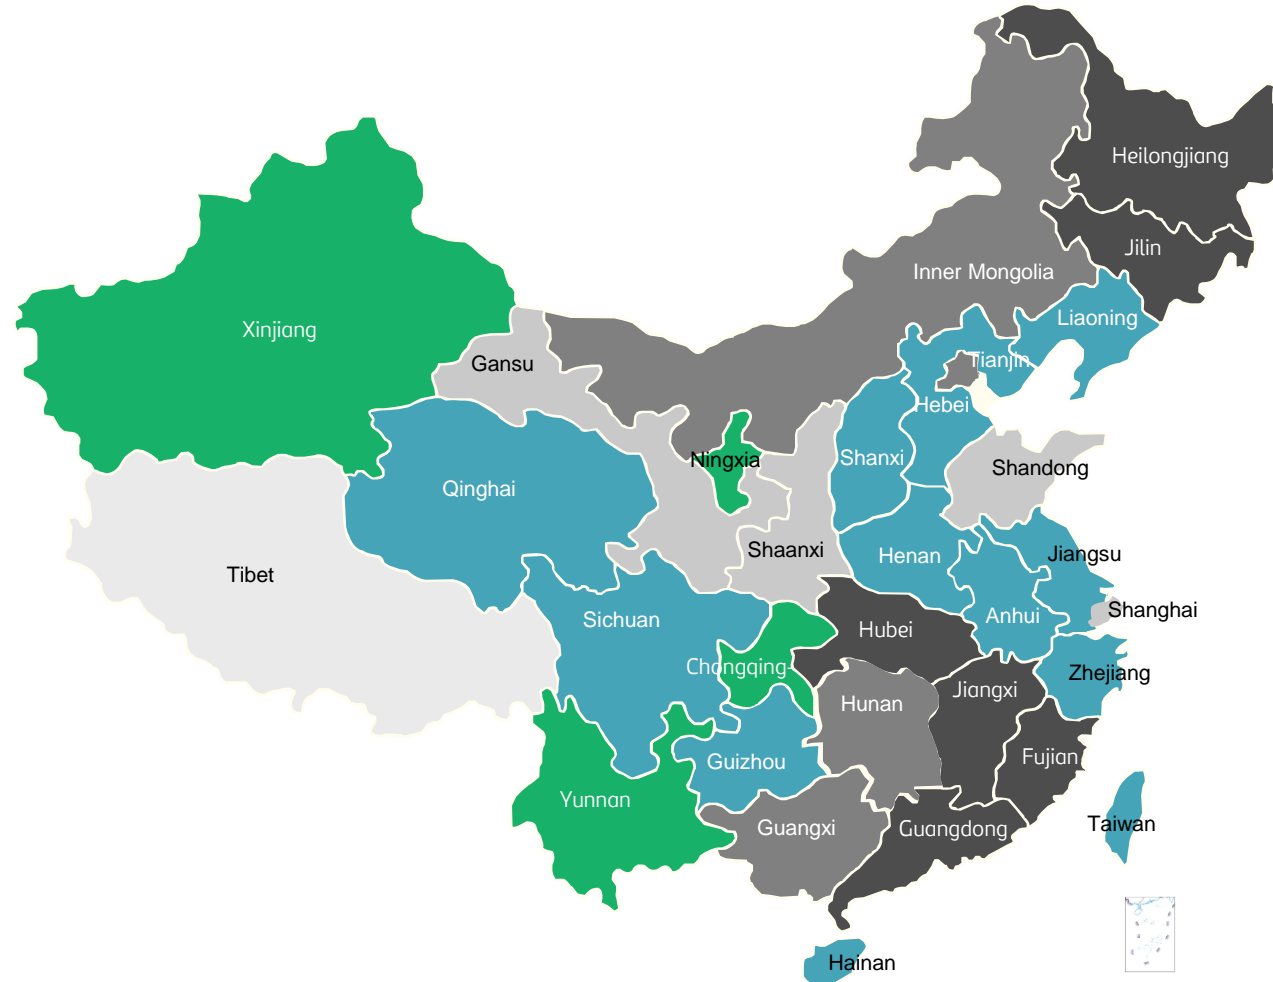 Heilongjiang
Jilin
Inner Mongolia
Liaoning
Xinjiang
Tianjin
Gansu
Hebei
Ningxia
Shanxi
Shandong
Qinghai
Shaanxi
Henan
Jiangsu
Tibet
Shanghai
Anhui
Sichuan
Hubei
Chongqing-
Zhejiang
Jiangxi
Hunan
Fujian
Guizhou
Yunnan
Guangxi
Guangdong
Taiwan
Hainan